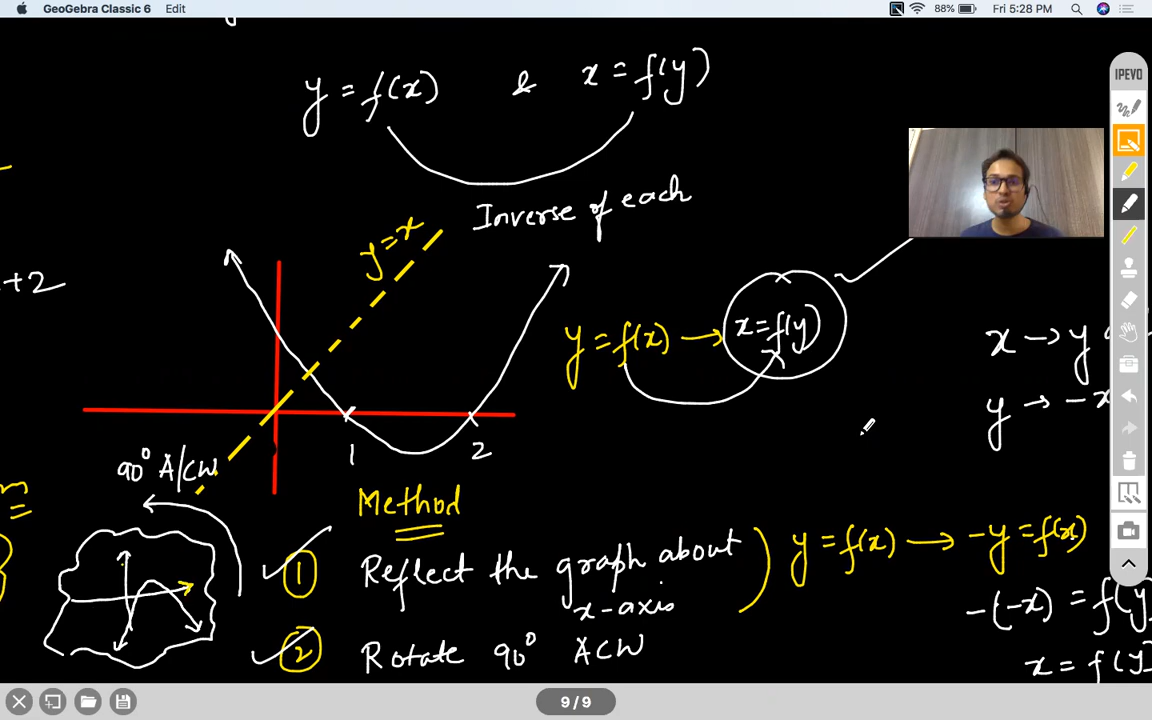 GeoGebra Classic 6 Edit 88% Fri 5:28 PM
IPEVO
y = f(x) & x = f(y)
Inverse of each
y = x
+2
y = f(x) → x = f(y)
x → y
y → -x
1 2
90° A/CW
Method
① Reflect the graph about
x-axis
y = f(x) → -y = f(x)
-(-x) = f(y
② Rotate 90° ACW
x = f(y
9 / 9